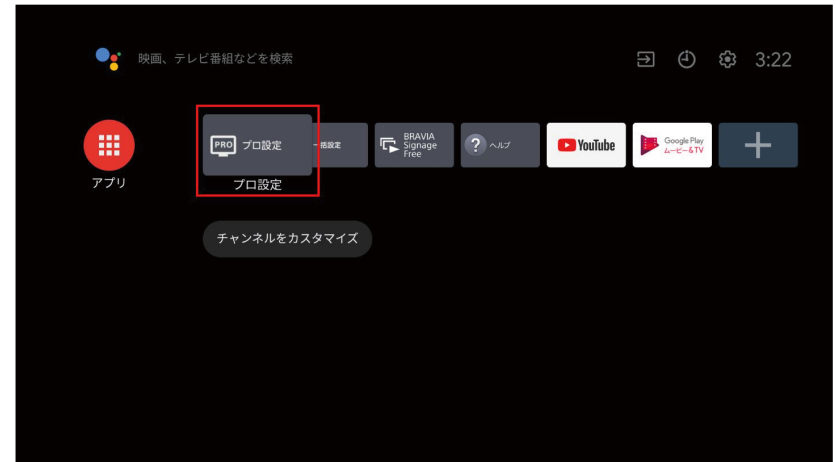 映画、テレビ番組などを検索
3:22
アプリ
PRO プロ設定
プロ設定
一括設定
BRAVIA
Signage
Free
? ヘルプ
YouTube
Google Play
ムービー&TV
チャンネルをカスタマイズ